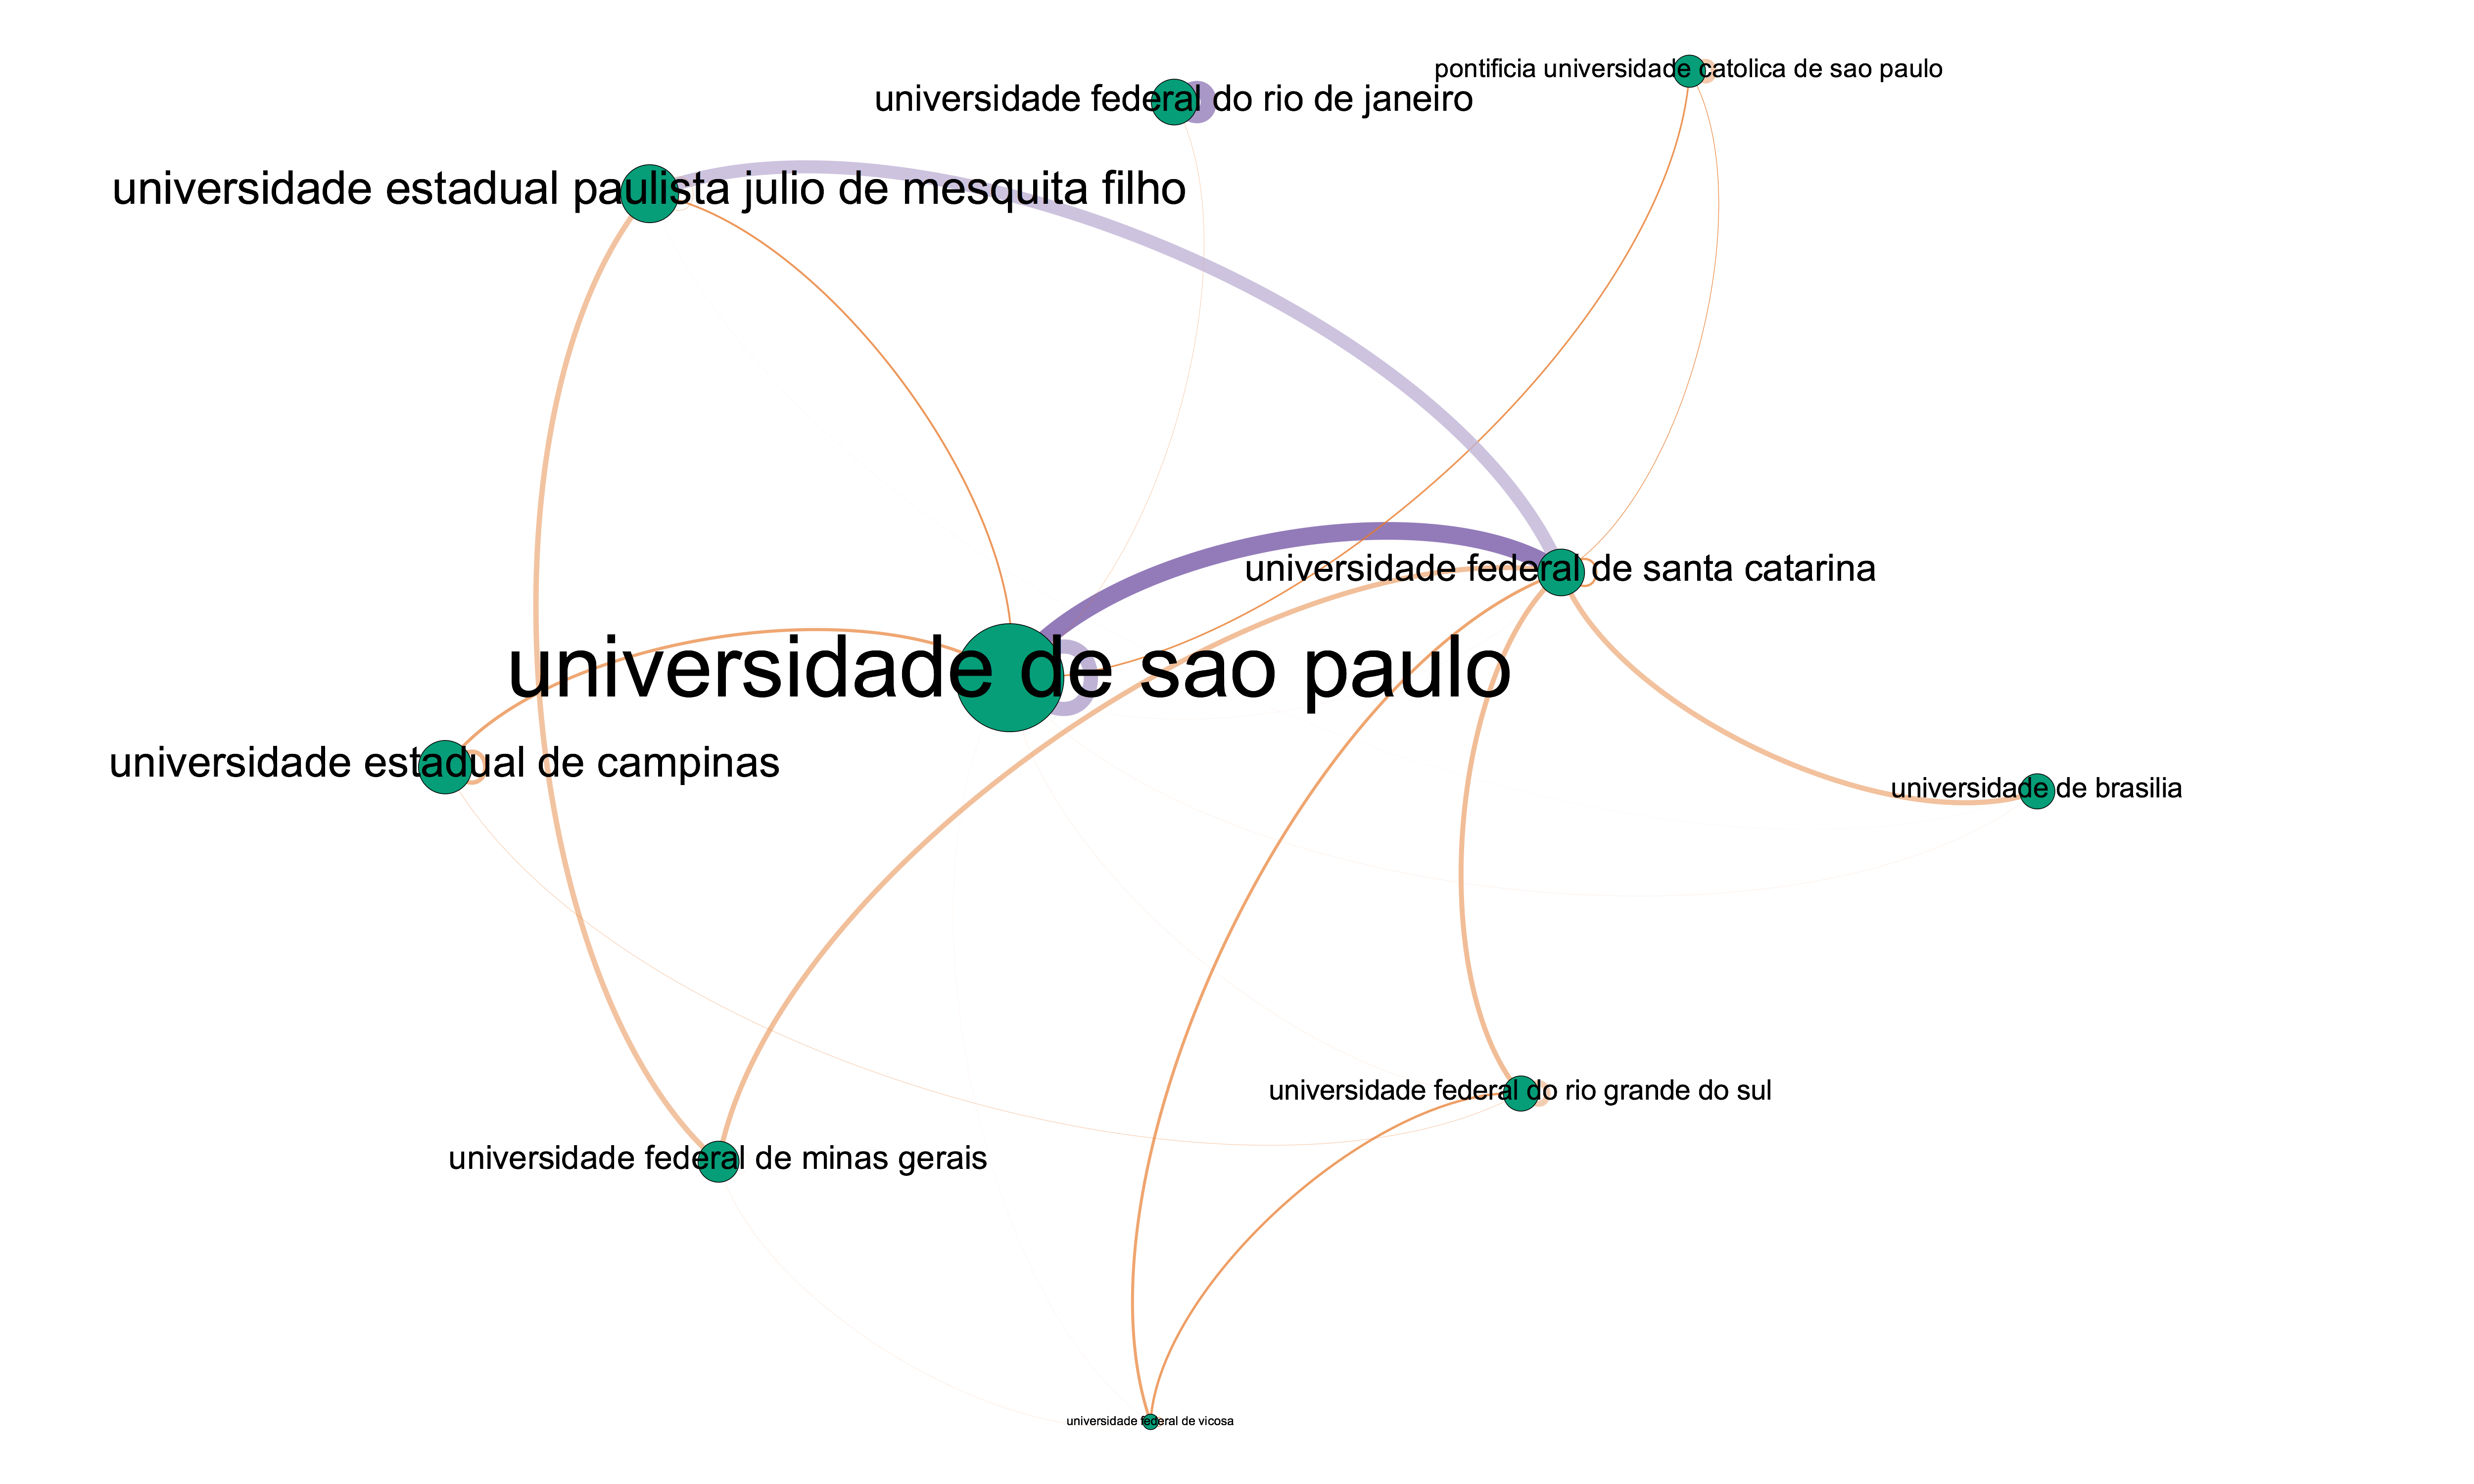 pontificia universidade catolica de sao paulo
universidade federal do rio de janeiro
universidade estadual paulista julio de mesquita filho
universidade federal de santa catarina
universidade de sao paulo
universidade estadual de campinas
universidade de brasilia
universidade federal do rio grande do sul
universidade federal de minas gerais
universidade federal de vicosa